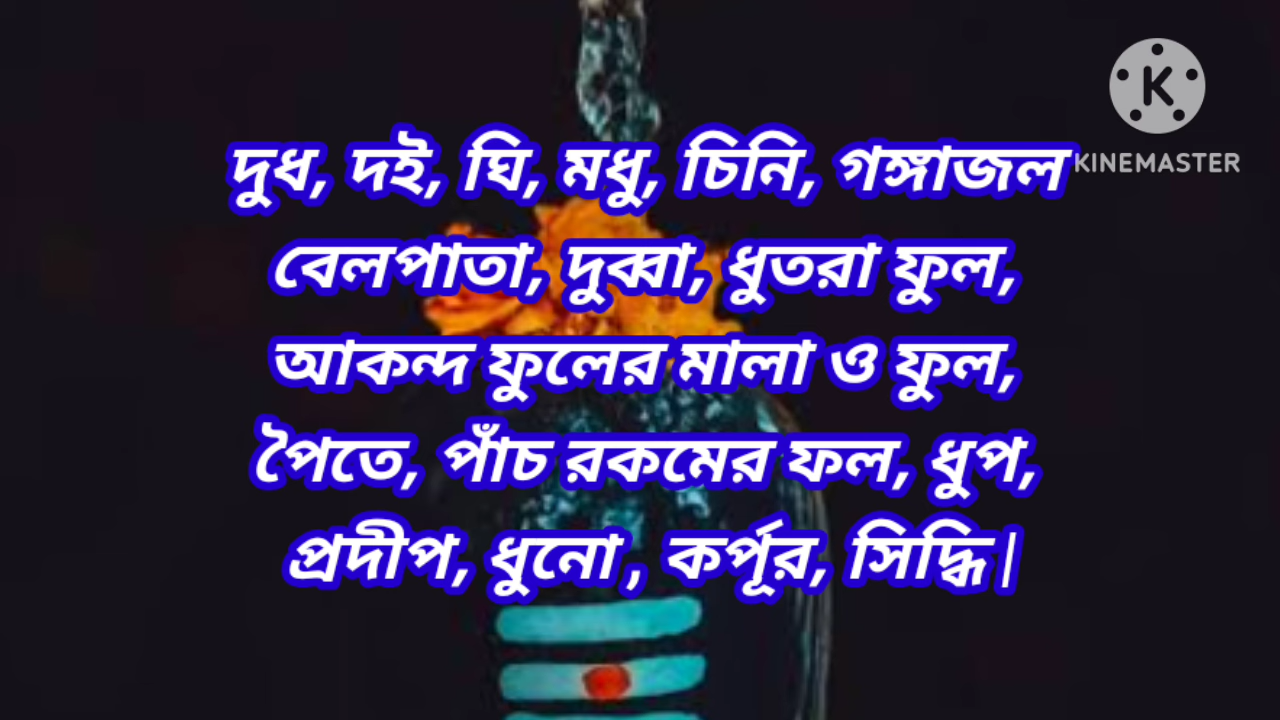 দুধ, দই, ঘি, মধু, চিনি, গঙ্গাজল
বেলপাতা, দুব্বা, ধুতরা ফুল,
আকন্দ ফুলের মালা ও ফুল,
পৈতে, পাঁচ রকমের ফল, ধুপ,
প্রদীপ, ধুনো , কর্পূর, সিদ্ধি |
K
KINEMASTER